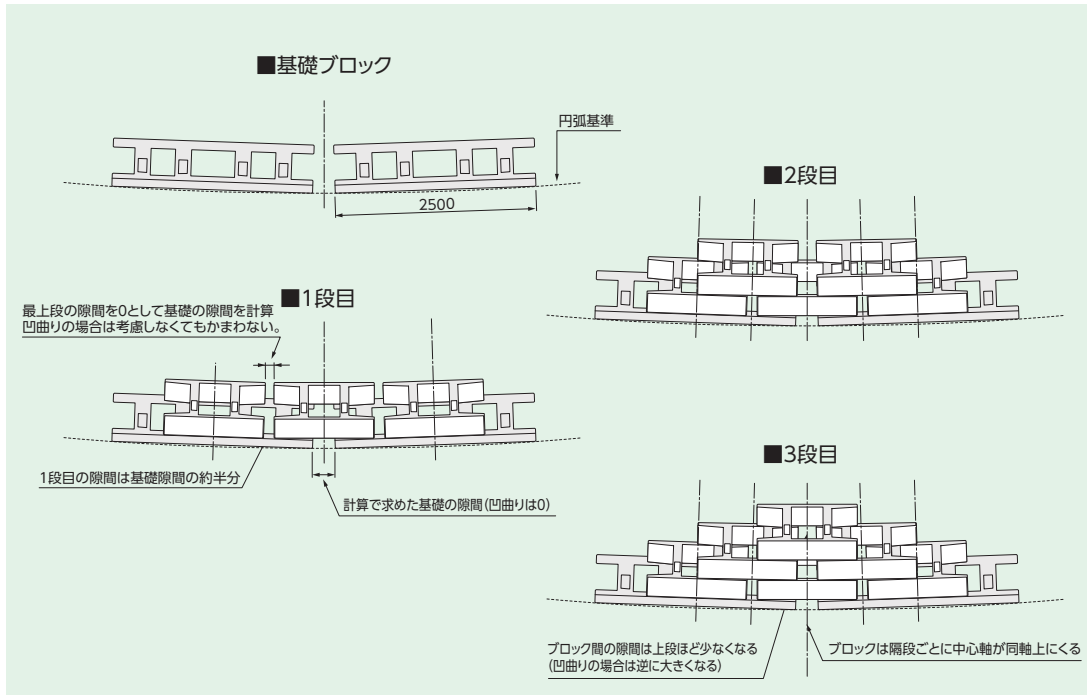 ■基礎ブロック
円弧基準
2500
■2段目
■1段目
最上段の隙間を0として基礎の隙間を計算
凹曲りの場合は考慮しなくてもかまわない。
1段目の隙間は基礎隙間の約半分
計算で求めた基礎の隙間(凹曲りは0)
■3段目
ブロック間の隙間は上段ほど少なくなる
(凹曲りの場合は逆に大きくなる)
ブロックは隔段ごとに中心軸が同軸上にくる